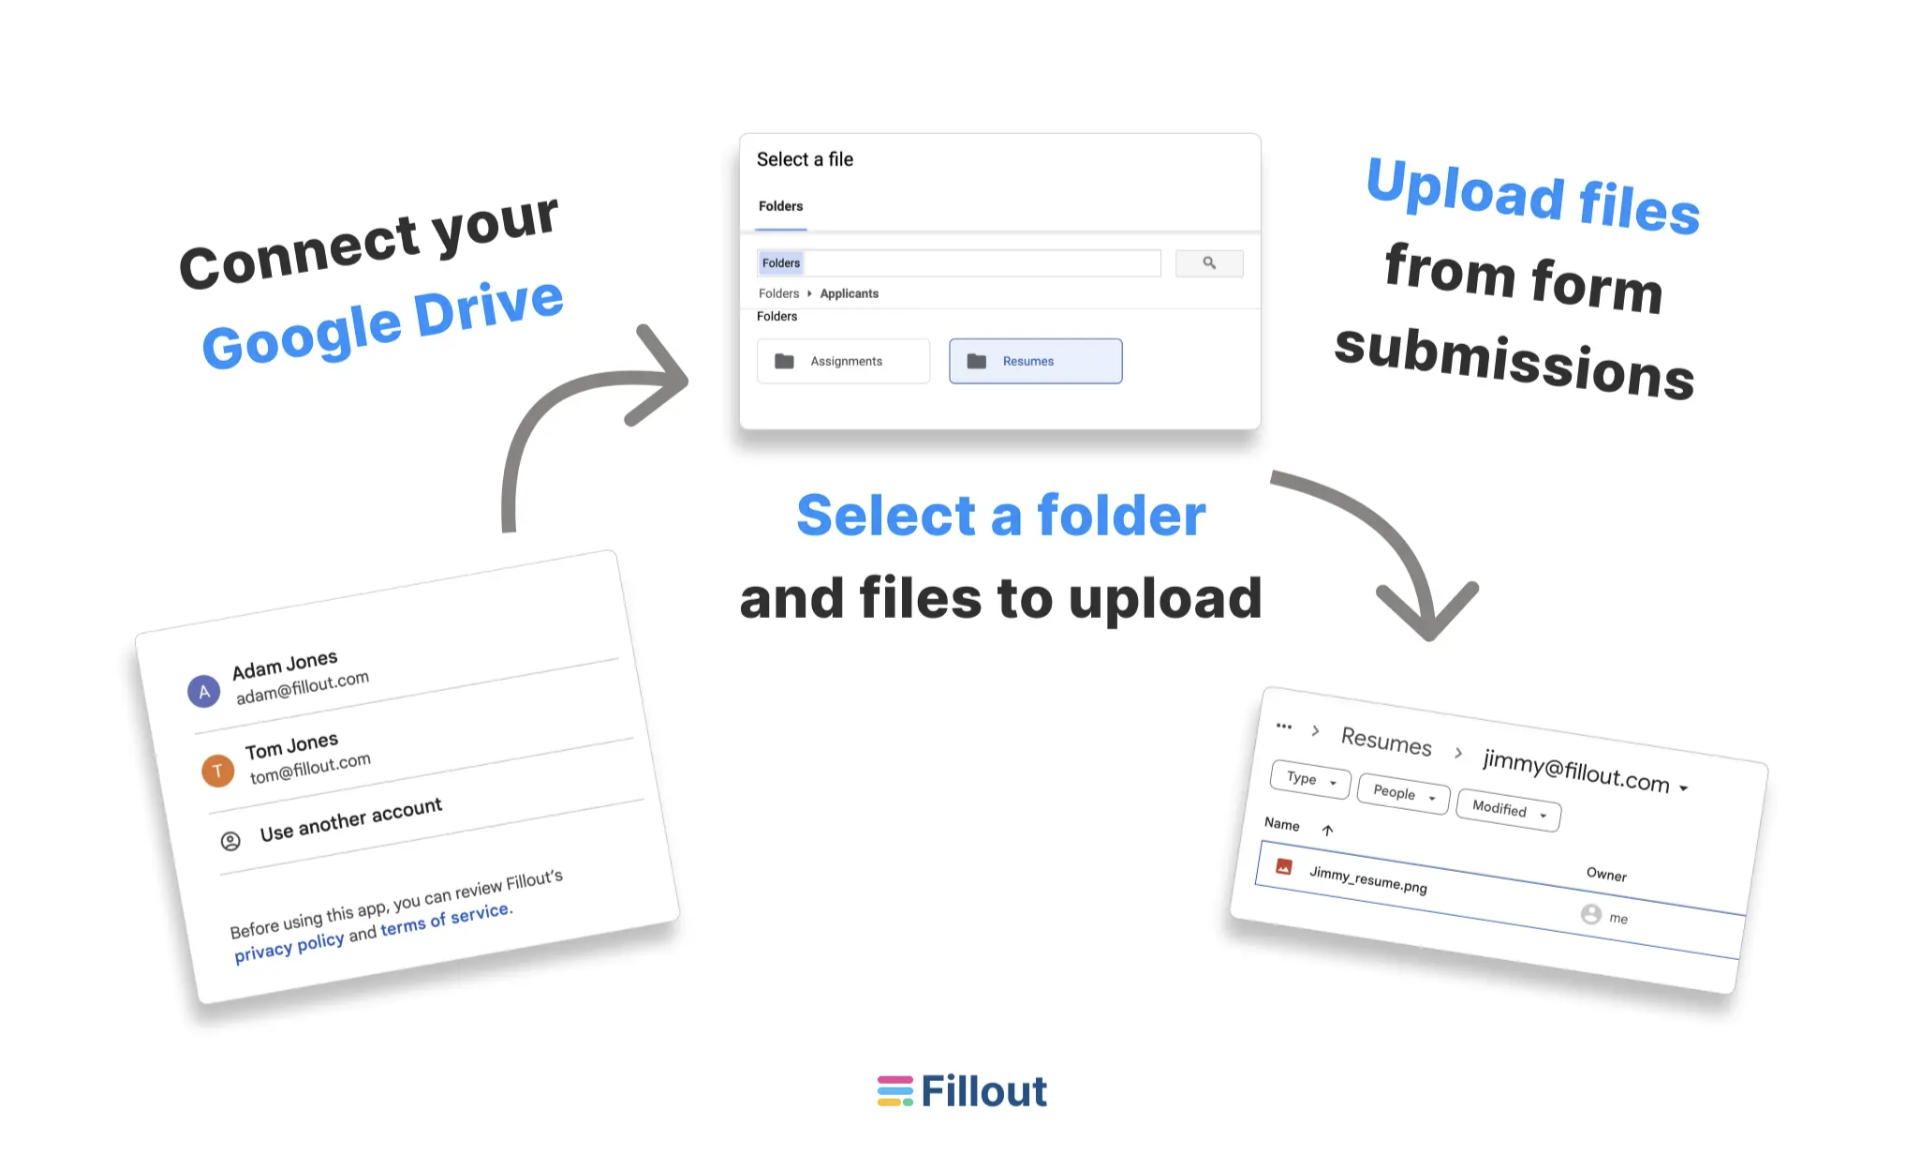 Connect your
Google Drive
A
Adam Jones
adam@fillout.com
T
Tom Jones
tom@fillout.com
Use another account
Before using this app, you can review Fillout’s
privacy policy and terms of service.
Select a file
Folders
Folders
Folders Applicants
Folders
Assignments
Resumes
Select a folder
and files to upload
Upload files
from form
submissions
··· > Resumes > jimmy@fillout.com
Type
People
Modified
Name
Owner
Jimmy_resume.png
me
Fillout